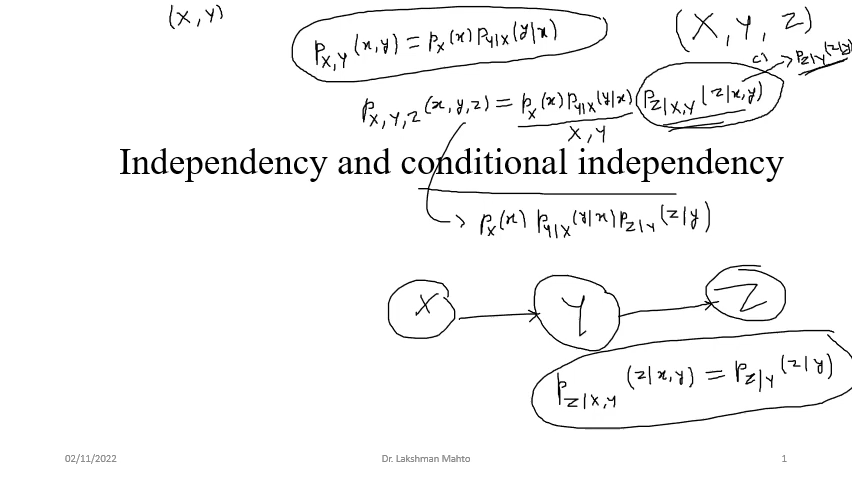 (X, Y)
p_{X,Y}(x,y) = p_X(x) p_{Y|X}(y|x)
(X, Y, Z)
CI → p_{Z|Y}(z|y)
p_{X,Y,Z}(x,y,z) = p_X(x) p_{Y|X}(y|x) p_{Z|X,Y}(z|x,y)
X, Y
Independency and conditional independency
→ p_X(x) p_{Y|X}(y|x) p_{Z|Y}(z|y)
X → Y → Z
p_{Z|X,Y}(z|x,y) = p_{Z|Y}(z|y)
02/11/2022 Dr. Lakshman Mahto 1